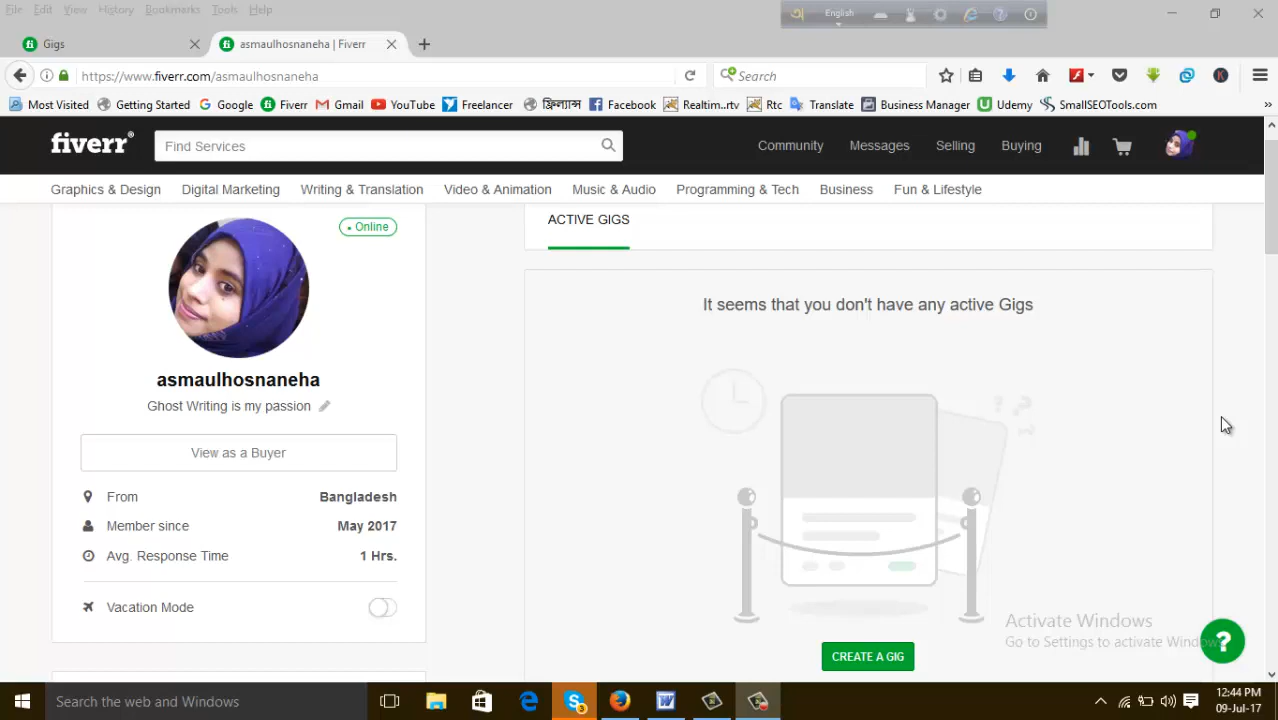 File Edit View History Bookmarks Tools Help
English
Gigs
asmaulhosnaneha | Fiverr
https://www.fiverr.com/asmaulhosnaneha
Search
Most Visited Getting Started Google Fiverr Gmail YouTube Freelancer ফ্রিল্যান্স Facebook Realtim..rtv Rtc Translate Business Manager Udemy SmallSEOTools.com
fiverr®
Find Services
Community Messages Selling Buying
Graphics & Design Digital Marketing Writing & Translation Video & Animation Music & Audio Programming & Tech Business Fun & Lifestyle
Online
asmaulhosnaneha
Ghost Writing is my passion
View as a Buyer
From Bangladesh
Member since May 2017
Avg. Response Time 1 Hrs.
Vacation Mode
ACTIVE GIGS
It seems that you don't have any active Gigs
CREATE A GIG
Activate Windows
Go to Settings to activate Windows
?
Search the web and Windows
12:44 PM
09-Jul-17